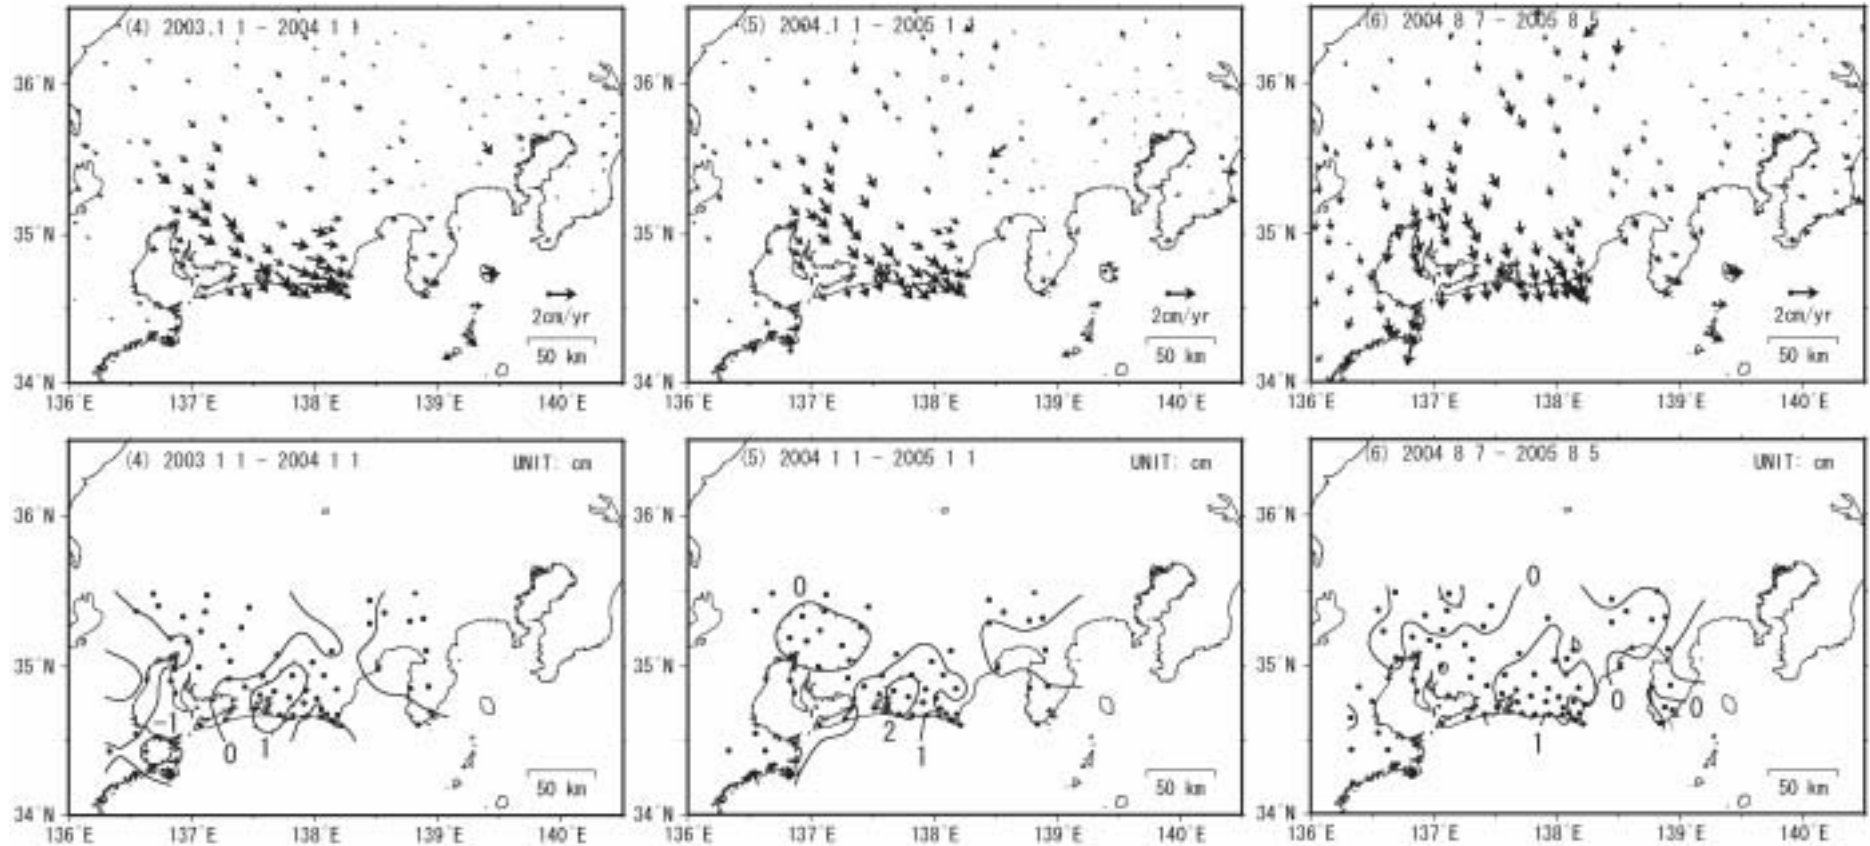 (4) 2003.1 1 - 2004 1 1
36°N
35°N
34°N
2cm/yr
50 km
136°E 137°E 138°E 139°E 140°E
(5) 2004.1 1 - 2005 1 1
36°N
35°N
34°N
2cm/yr
50 km
136°E 137°E 138°E 139°E 140°E
(6) 2004 8 7 - 2005 8 5
36°N
35°N
34°N
2cm/yr
50 km
136°E 137°E 138°E 139°E 140°E
(4) 2003 1 1 - 2004 1 1 UNIT: cm
36°N
35°N
34°N
-1
0 1
50 km
136°E 137°E 138°E 139°E 140°E
(5) 2004 1 1 - 2005 1 1 UNIT: cm
36°N
0
35°N
2
1
34°N
50 km
136°E 137°E 138°E 139°E 140°E
(6) 2004 8 7 - 2005 8 5 UNIT: cm
36°N
0
35°N
0 0
1
34°N
50 km
136°E 137°E 138°E 139°E 140°E